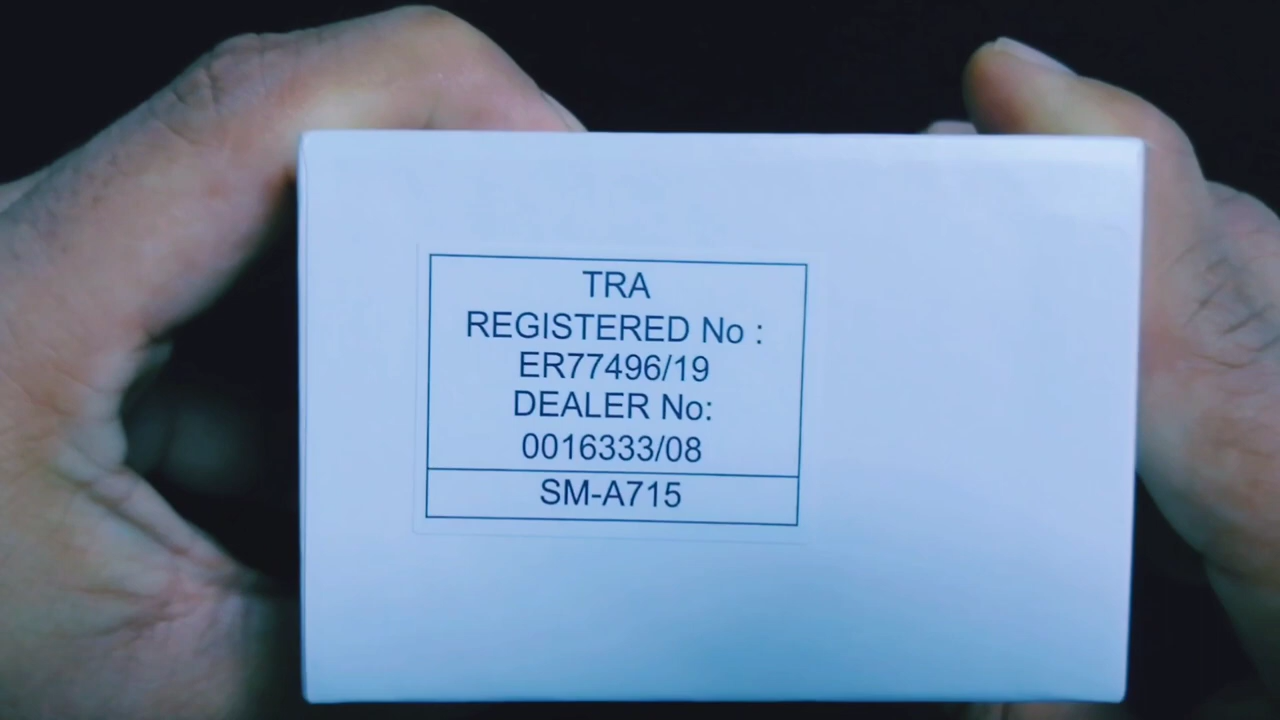 TRA
REGISTERED No :
ER77496/19
DEALER No:
0016333/08
SM-A715